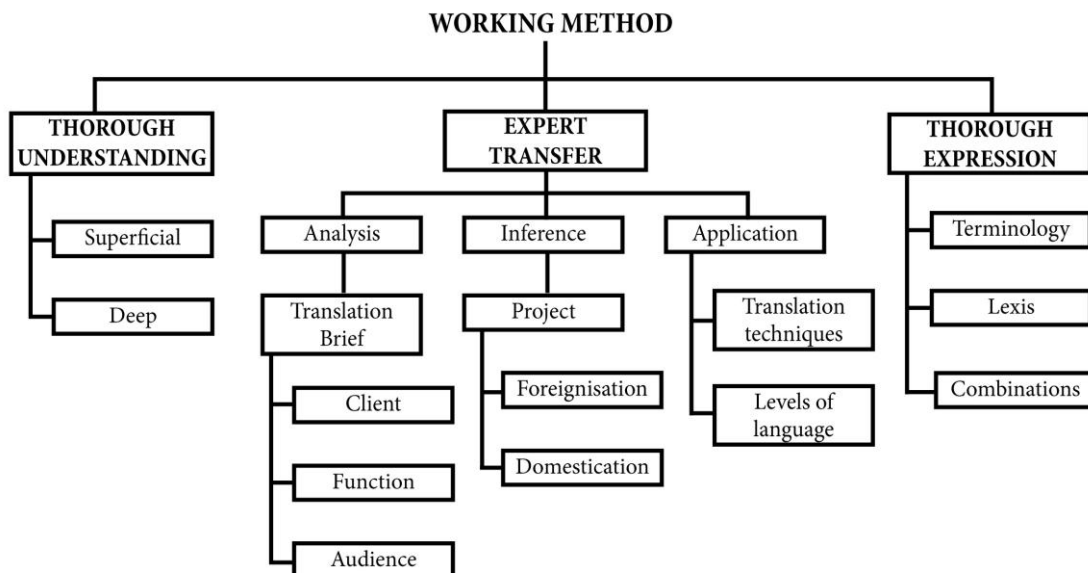 WORKING METHOD
THOROUGH
UNDERSTANDING
Superficial
Deep
EXPERT
TRANSFER
Analysis
Translation
Brief
Client
Function
Audience
Inference
Project
Foreignisation
Domestication
Application
Translation
techniques
Levels of
language
THOROUGH
EXPRESSION
Terminology
Lexis
Combinations